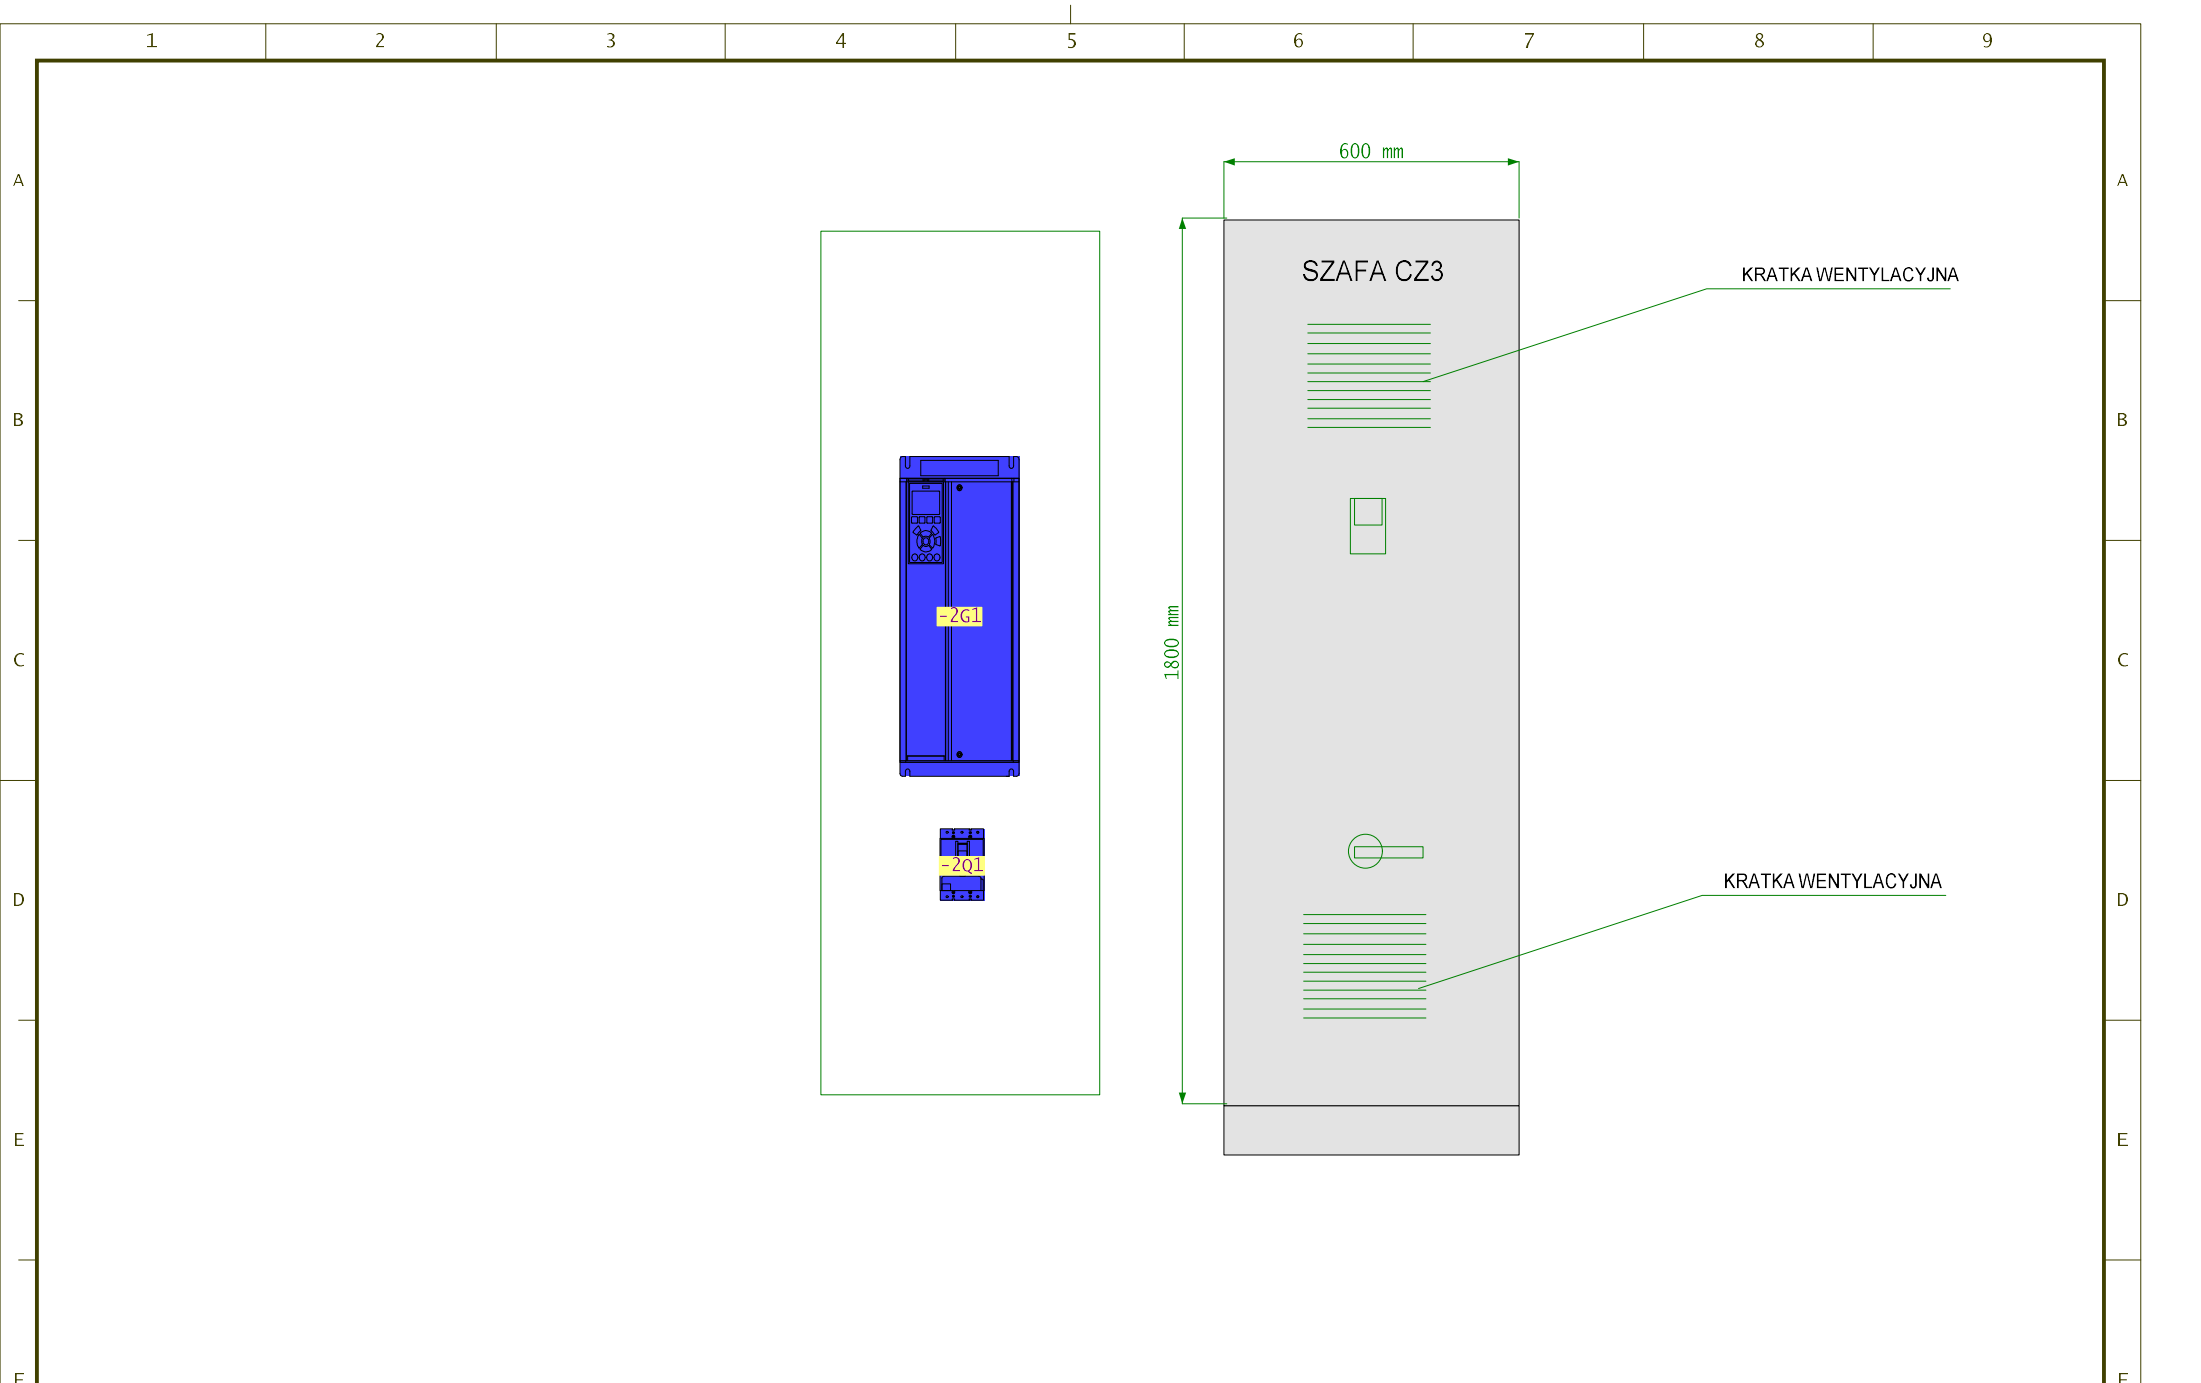 1 2 3 4 5 6 7 8 9
600 mm
A A
SZAFA CZ3
KRATKA WENTYLACYJNA
B B
-2G1
1800 mm
C C
-2Q1
KRATKA WENTYLACYJNA
D D
E E